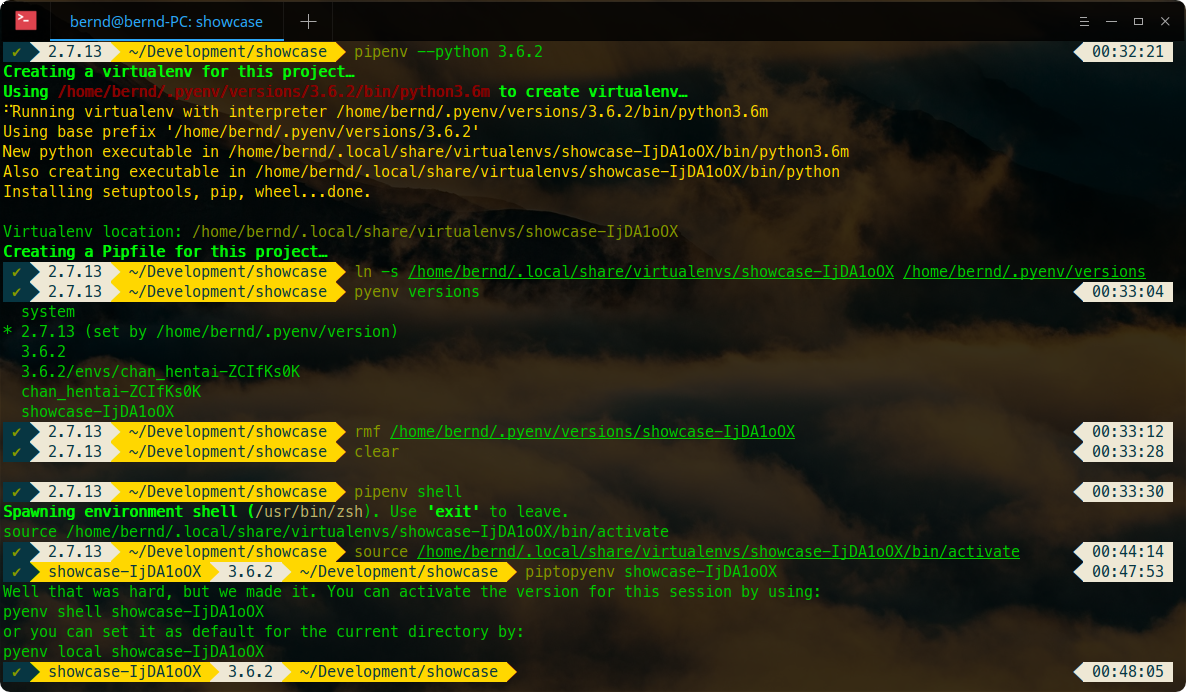 bernd@bernd-PC: showcase
✔ 2.7.13 ~/Development/showcase pipenv --python 3.6.2 00:32:21
Creating a virtualenv for this project…
Using /home/bernd/.pyenv/versions/3.6.2/bin/python3.6m to create virtualenv…
⠋Running virtualenv with interpreter /home/bernd/.pyenv/versions/3.6.2/bin/python3.6m
Using base prefix '/home/bernd/.pyenv/versions/3.6.2'
New python executable in /home/bernd/.local/share/virtualenvs/showcase-IjDA1oOX/bin/python3.6m
Also creating executable in /home/bernd/.local/share/virtualenvs/showcase-IjDA1oOX/bin/python
Installing setuptools, pip, wheel...done.
Virtualenv location: /home/bernd/.local/share/virtualenvs/showcase-IjDA1oOX
Creating a Pipfile for this project…
✔ 2.7.13 ~/Development/showcase ln -s /home/bernd/.local/share/virtualenvs/showcase-IjDA1oOX /home/bernd/.pyenv/versions
✔ 2.7.13 ~/Development/showcase pyenv versions 00:33:04
system
* 2.7.13 (set by /home/bernd/.pyenv/version)
3.6.2
3.6.2/envs/chan_hentai-ZCIfKs0K
chan_hentai-ZCIfKs0K
showcase-IjDA1oOX
✔ 2.7.13 ~/Development/showcase rmf /home/bernd/.pyenv/versions/showcase-IjDA1oOX 00:33:12
✔ 2.7.13 ~/Development/showcase clear 00:33:28
✔ 2.7.13 ~/Development/showcase pipenv shell 00:33:30
Spawning environment shell (/usr/bin/zsh). Use 'exit' to leave.
source /home/bernd/.local/share/virtualenvs/showcase-IjDA1oOX/bin/activate
✔ 2.7.13 ~/Development/showcase source /home/bernd/.local/share/virtualenvs/showcase-IjDA1oOX/bin/activate 00:44:14
✔ showcase-IjDA1oOX 3.6.2 ~/Development/showcase piptopyenv showcase-IjDA1oOX 00:47:53
Well that was hard, but we made it. You can activate the version for this session by using:
pyenv shell showcase-IjDA1oOX
or you can set it as default for the current directory by:
pyenv local showcase-IjDA1oOX
✔ showcase-IjDA1oOX 3.6.2 ~/Development/showcase 00:48:05